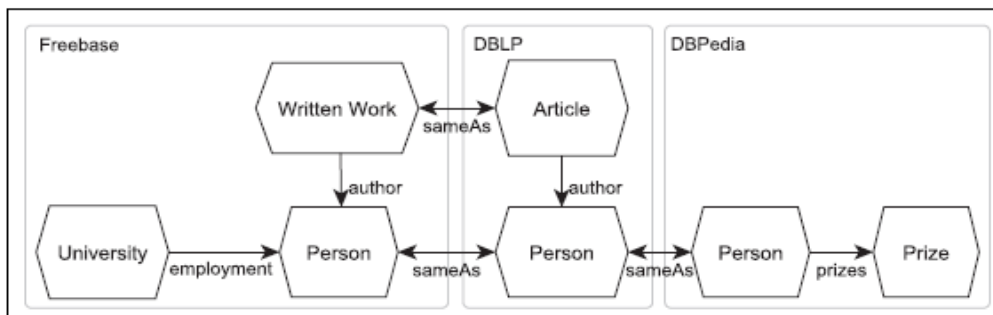 Freebase
DBLP
DBPedia
Written Work
Article
sameAs
author
author
University
Person
Person
Person
Prize
employment
sameAs
sameAs
prizes